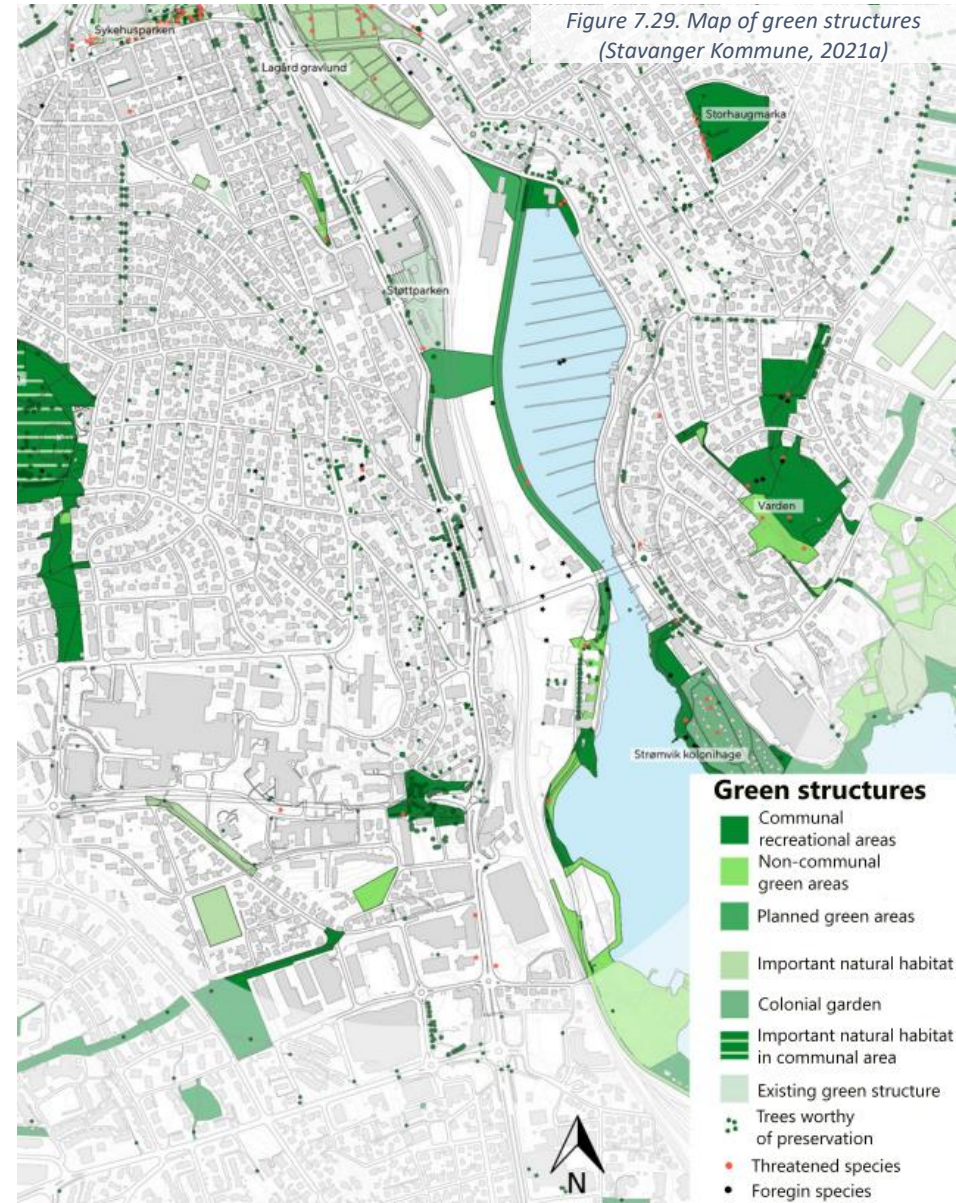 Figure 7.29. Map of green structures
(Stavanger Kommune, 2021a)
Sykehusparken
Lagård gravlund
Storhaugmarka
Støttparken
Varden
Strømvik kolonihage
Green structures
Communal
recreational areas
Non-communal
green areas
Planned green areas
Important natural habitat
Colonial garden
Important natural habitat
in communal area
Existing green structure
Trees worthy
of preservation
Threatened species
Foregin species
N